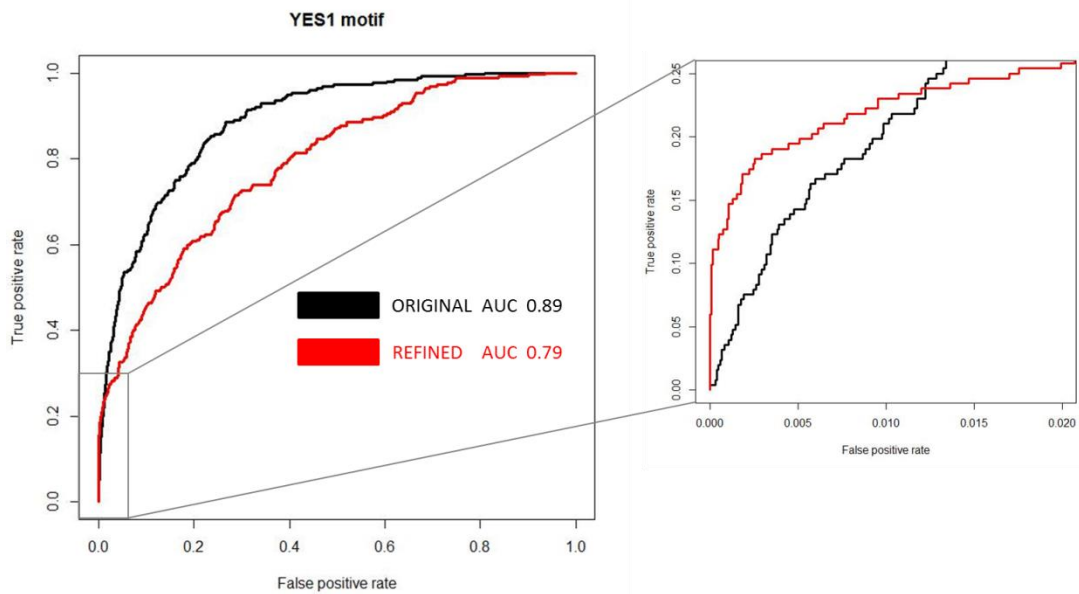 YES1 motif
True positive rate
1.0
0.8
0.6
0.4
0.2
0.0
ORIGINAL AUC 0.89
REFINED AUC 0.79
0.0 0.2 0.4 0.6 0.8 1.0
False positive rate
True positive rate
0.25
0.20
0.15
0.10
0.05
0.00
0.000 0.005 0.010 0.015 0.020
False positive rate